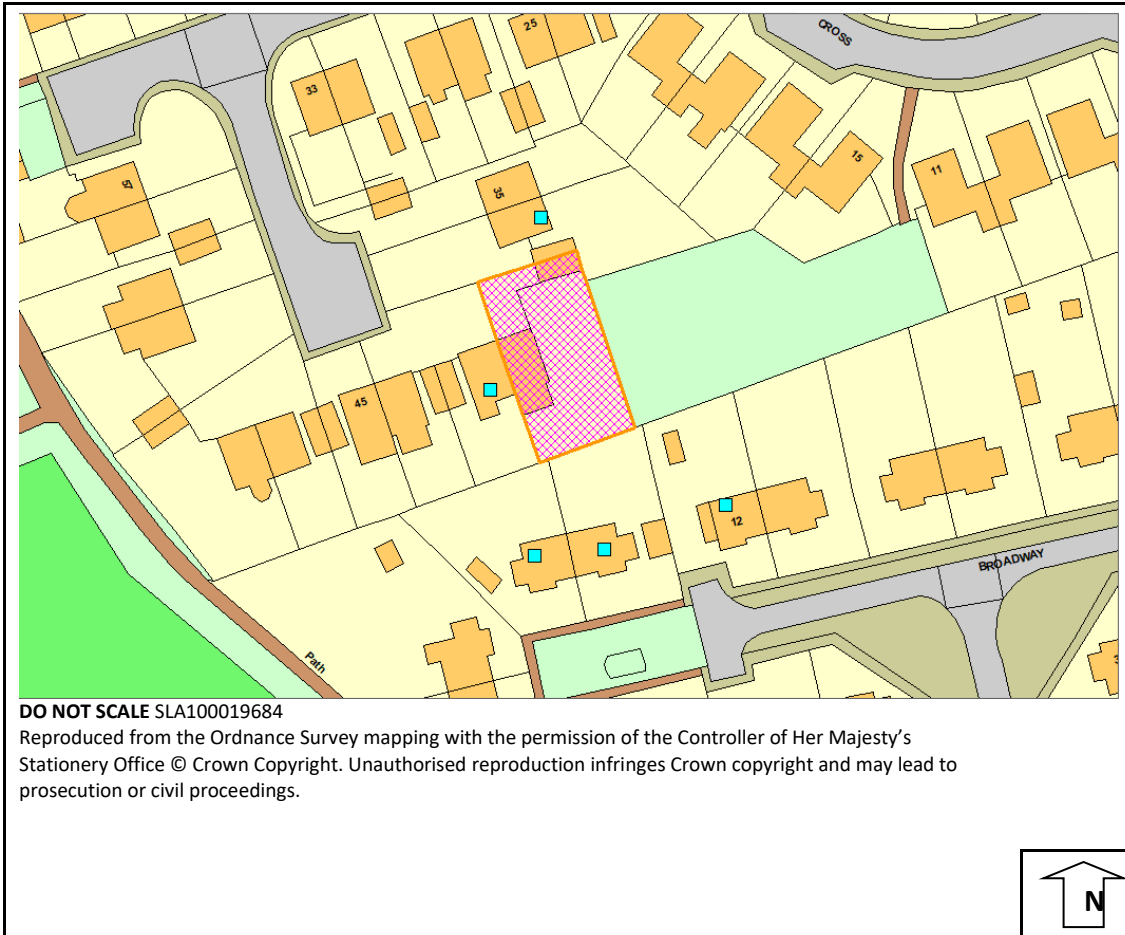 CROSS
25
33
57
35
15
11
45
12
BROADWAY
Path
3
DO NOT SCALE SLA100019684
Reproduced from the Ordnance Survey mapping with the permission of the Controller of Her Majesty’s
Stationery Office © Crown Copyright. Unauthorised reproduction infringes Crown copyright and may lead to
prosecution or civil proceedings.
N